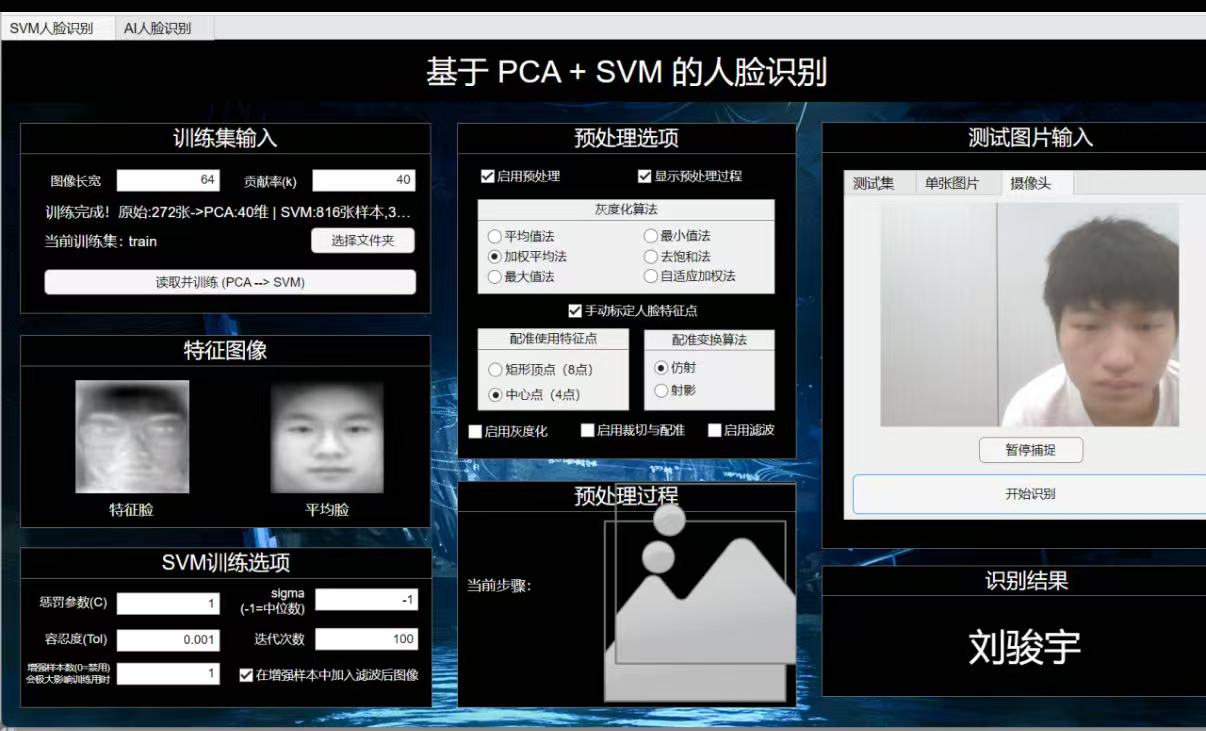 SVM人脸识别 AI人脸识别
基于 PCA + SVM 的人脸识别
训练集输入
图像长宽 64 贡献率(k) 40
训练完成！原始:272张->PCA:40维 | SVM:816张样本,3...
当前训练集：train 选择文件夹
读取并训练 (PCA --> SVM)
特征图像
特征脸 平均脸
SVM训练选项
惩罚参数(C) 1 sigma
(-1=中位数) -1
容忍度(Tol) 0.001 迭代次数 100
增强样本数(0=禁用)
会极大影响训练用时 1 在增强样本中加入滤波后图像
预处理选项
启用预处理 显示预处理过程
灰度化算法
平均值法 最小值法
加权平均法 去饱和法
最大值法 自适应加权法
手动标定人脸特征点
配准使用特征点 配准变换算法
矩形顶点（8点） 仿射
中心点（4点） 射影
启用灰度化 启用裁切与配准 启用滤波
预处理过程
当前步骤：
测试图片输入
测试集 单张图片 摄像头
暂停捕捉
开始识别
识别结果
刘骏宇